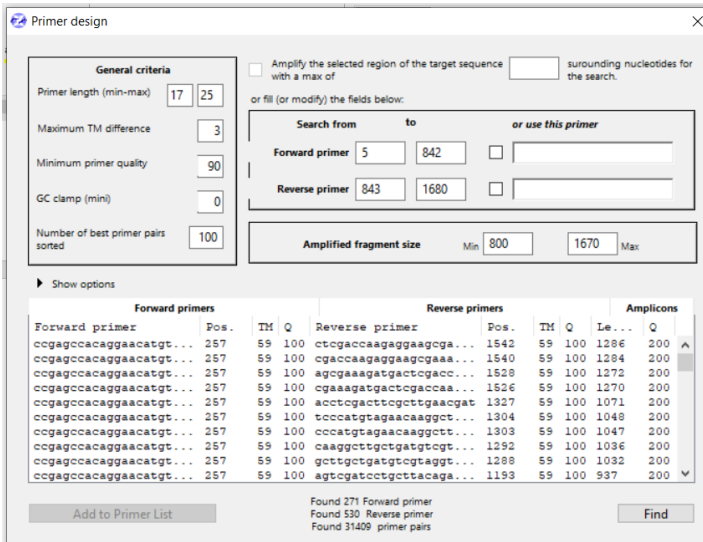 Primer design
General criteria
Primer length (min-max) 17 25
Maximum TM difference 3
Minimum primer quality 90
GC clamp (mini) 0
Number of best primer pairs sorted 100
Amplify the selected region of the target sequence with a max of
surounding nucleotides for the search.
or fill (or modify) the fields below:
Search from to or use this primer
Forward primer 5 842
Reverse primer 843 1680
Amplified fragment size Min 800 1670 Max
Show options
Forward primers Reverse primers Amplicons
Forward primer Pos. TM Q Reverse primer Pos. TM Q Le... Q
ccgagccacaggaacatgt... 257 59 100 ctcgaccaagaggaagcga... 1542 59 100 1286 200
ccgagccacaggaacatgt... 257 59 100 cgaccaagaggaagcgaaa... 1540 59 100 1284 200
ccgagccacaggaacatgt... 257 59 100 agcgaaagatgactcgacc... 1528 59 100 1272 200
ccgagccacaggaacatgt... 257 59 100 cgaaagatgactcgaccaa... 1526 59 100 1270 200
ccgagccacaggaacatgt... 257 59 100 acctcgacttcgcttgaacgat 1327 59 100 1071 200
ccgagccacaggaacatgt... 257 59 100 tcccatgtagaacaaggct... 1304 59 100 1048 200
ccgagccacaggaacatgt... 257 59 100 cccatgtagaacaaggctt... 1303 59 100 1047 200
ccgagccacaggaacatgt... 257 59 100 caaggcttgctgatgtcgt... 1292 59 100 1036 200
ccgagccacaggaacatgt... 257 59 100 gcttgctgatgtcgtaggt... 1288 59 100 1032 200
ccgagccacaggaacatgt... 257 59 100 agtcgatcctgcttacaga... 1193 59 100 937 200
Add to Primer List
Found 271 Forward primer
Found 530 Reverse primer
Found 31409 primer pairs
Find